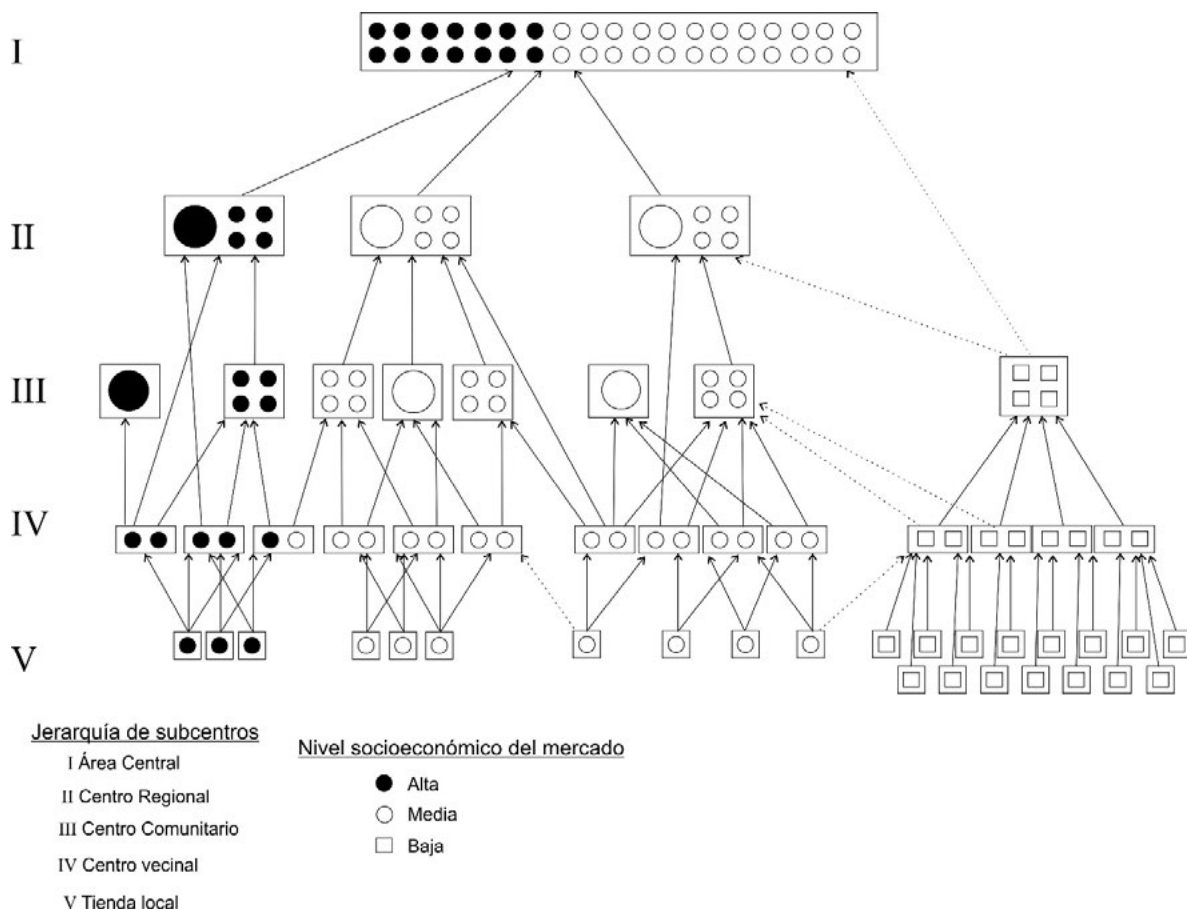 I
II
III
IV
V
Jerarquía de subcentros
I Área Central
II Centro Regional
III Centro Comunitario
IV Centro vecinal
V Tienda local
Nivel socioeconómico del mercado
Alta
Media
Baja